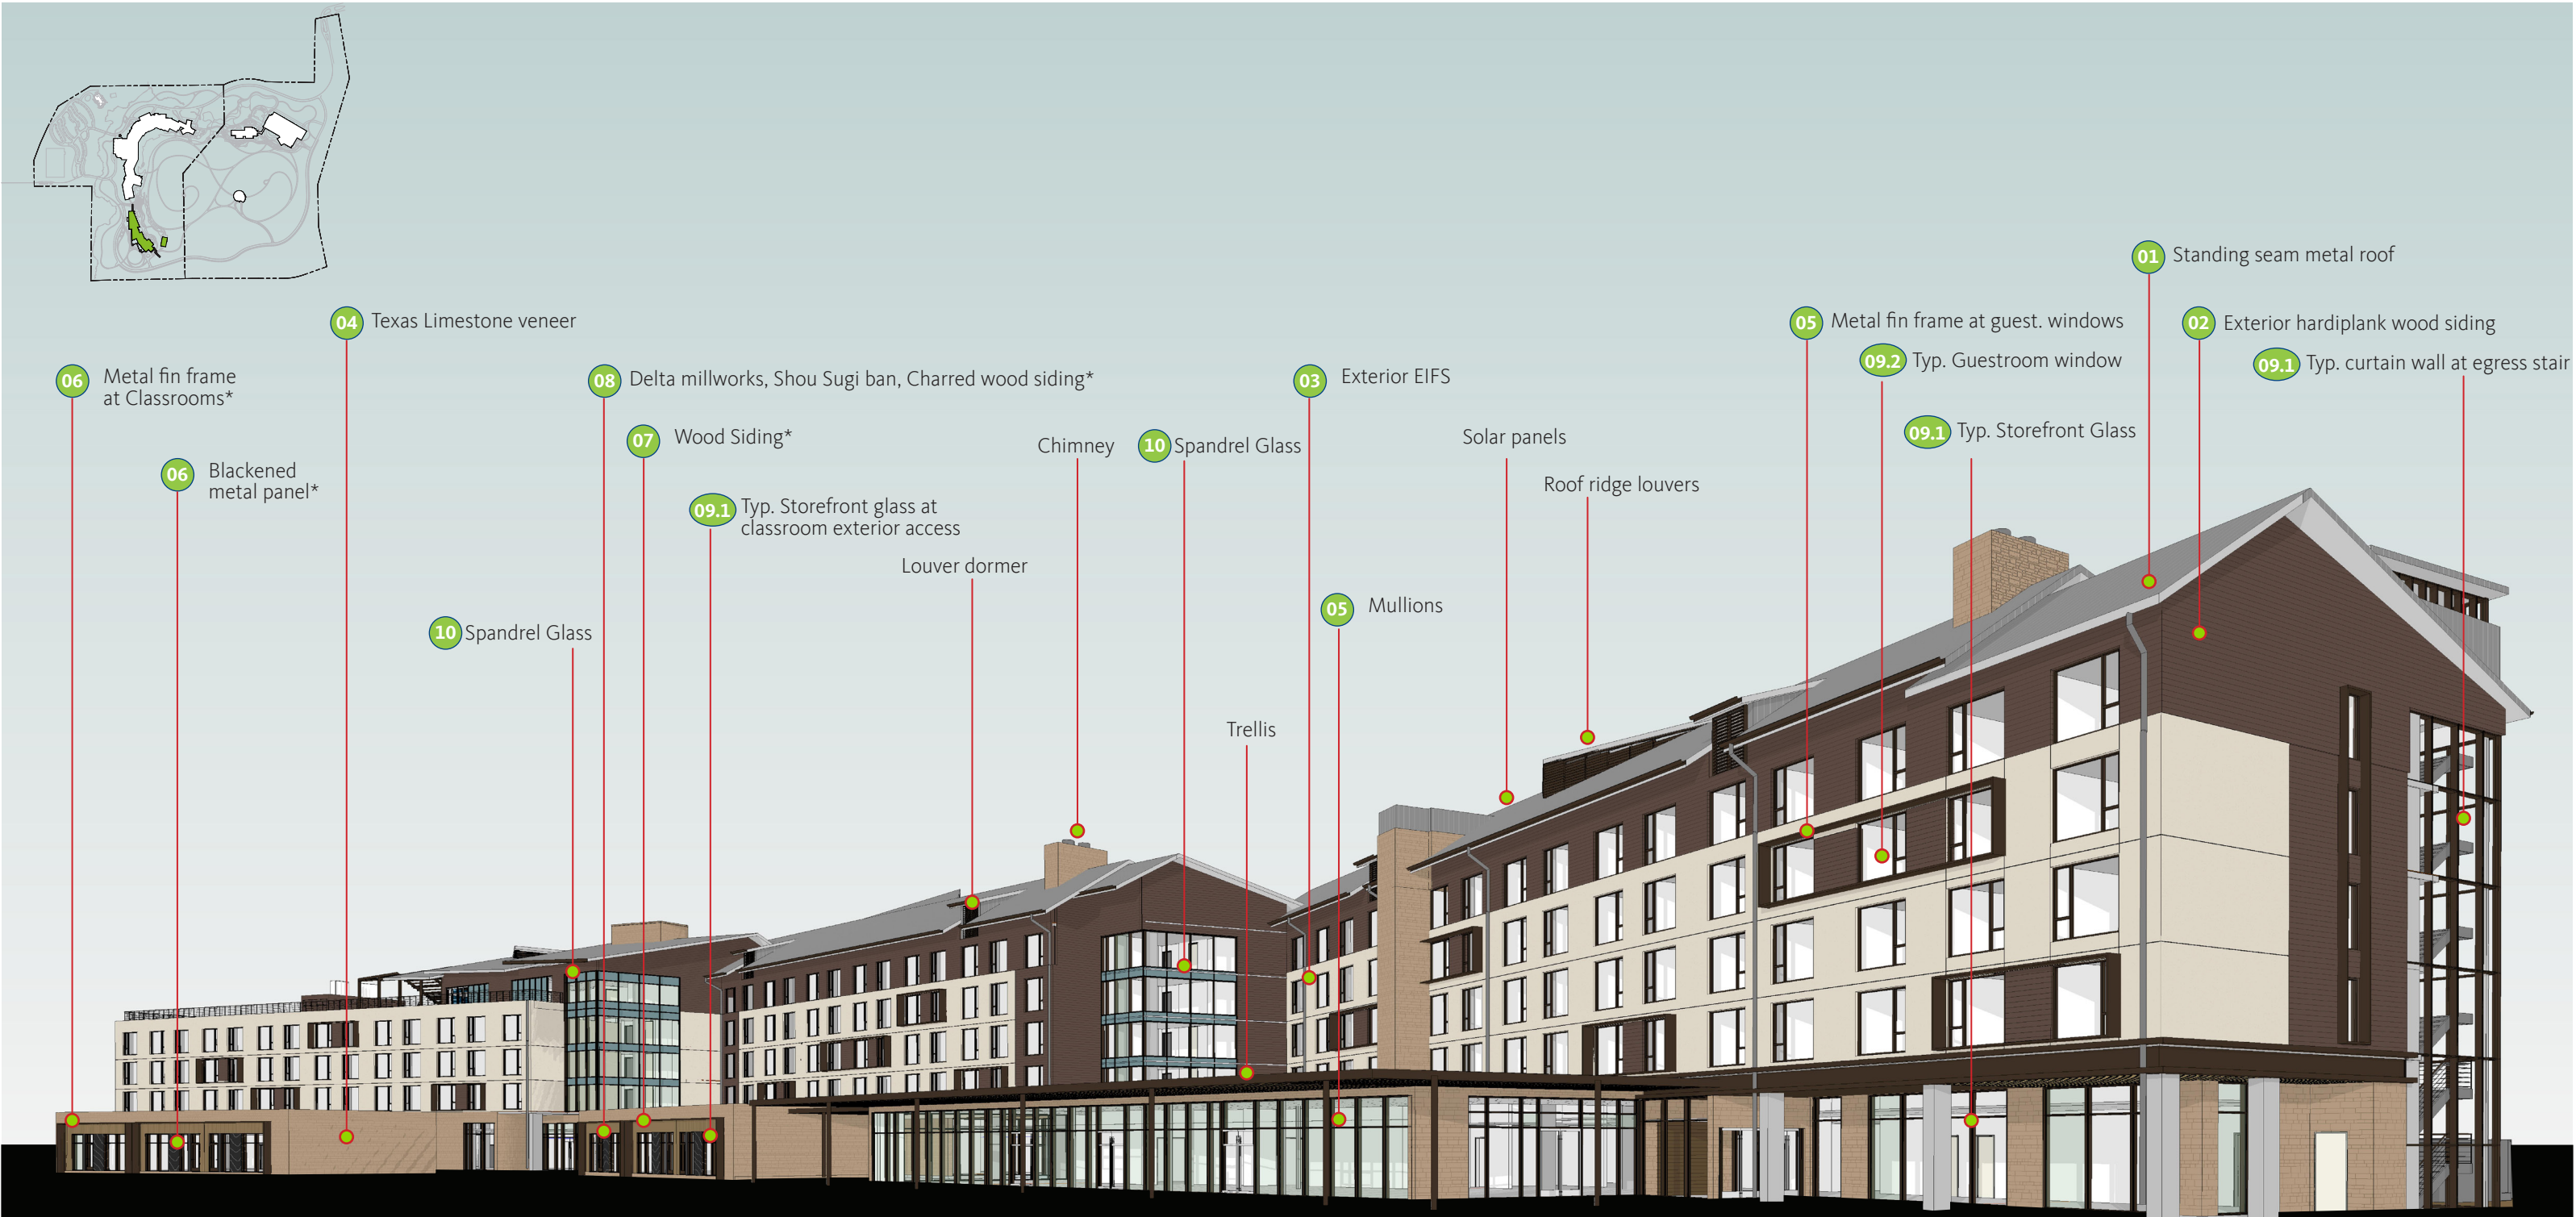 01 Standing seam metal roof
04 Texas Limestone veneer
05 Metal fin frame at guest. windows
02 Exterior hardiplank wood siding
09.2 Typ. Guestroom window
09.1 Typ. curtain wall at egress stair
06 Metal fin frame
at Classrooms*
08 Delta millworks, Shou Sugi ban, Charred wood siding*
03 Exterior EIFS
09.1 Typ. Storefront Glass
07 Wood Siding*
Chimney
10 Spandrel Glass
Solar panels
06 Blackened
metal panel*
Roof ridge louvers
09.1 Typ. Storefront glass at
classroom exterior access
Louver dormer
05 Mullions
10 Spandrel Glass
Trellis